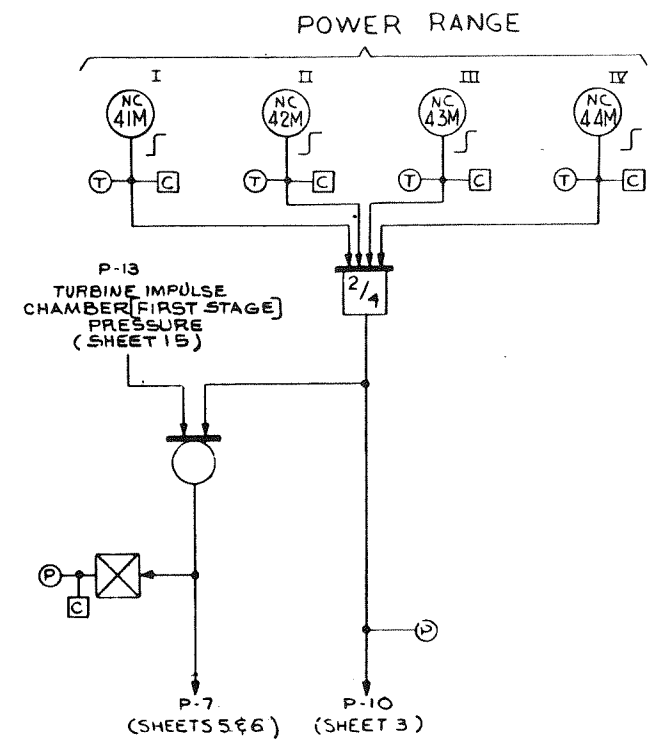 POWER RANGE
I II III IV
NC 41M
NC 42M
NC 43M
NC 44M
T C T C T C T C
2/4
P-13
TURBINE IMPULSE
CHAMBER[FIRST STAGE]
PRESSURE
(SHEET 15)
P
C
P
P-7
(SHEETS 5&6)
P-10
(SHEET 3)